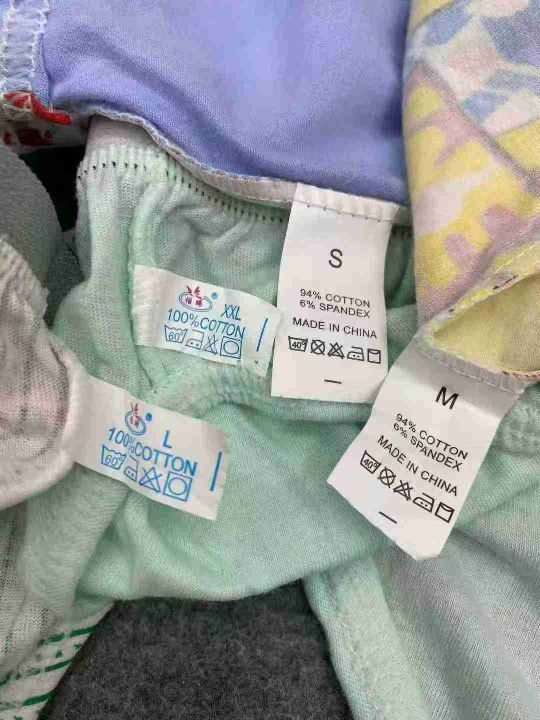 S
94% COTTON
6% SPANDEX
MADE IN CHINA
40°
XXL
®
100%COTTON
60°
M
94% COTTON
6% SPANDEX
MADE IN CHINA
40°
L
®
100%COTTON
60°